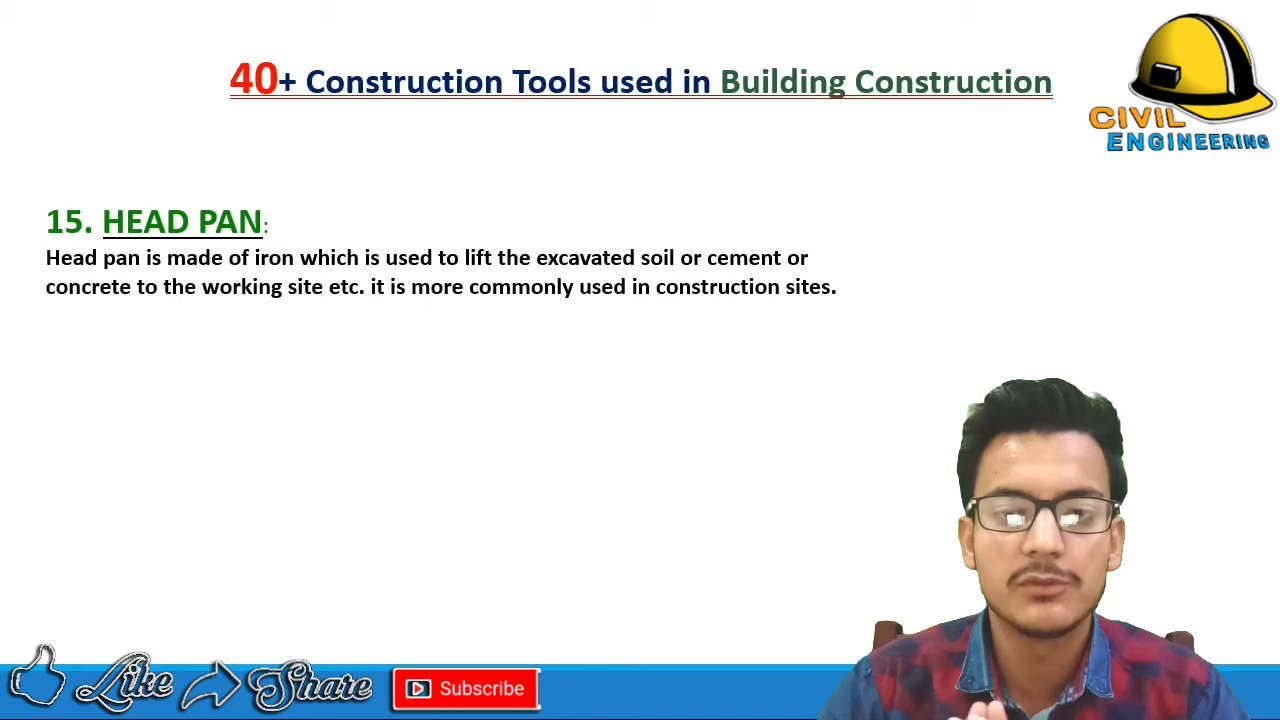 40+ Construction Tools used in Building Construction
CIVIL
ENGINEERING
15. HEAD PAN:
Head pan is made of iron which is used to lift the excavated soil or cement or
concrete to the working site etc. it is more commonly used in construction sites.
Like Share Subscribe